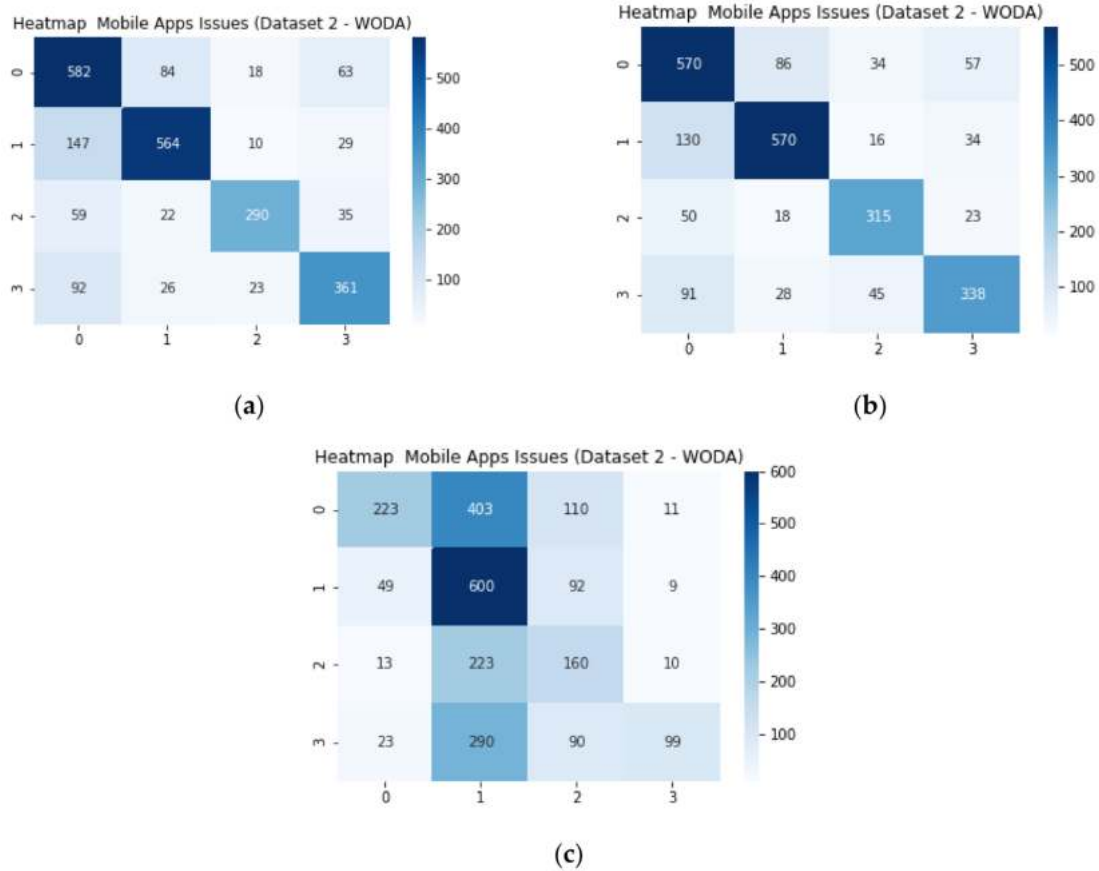 Heatmap Mobile Apps Issues (Dataset 2 - WODA)
0 582 84 18 63
1 147 564 10 29
2 59 22 290 35
3 92 26 23 361
0 1 2 3
500
400
300
200
100
(a)
Heatmap Mobile Apps Issues (Dataset 2 - WODA)
0 570 86 34 57
1 130 570 16 34
2 50 18 315 23
3 91 28 45 338
0 1 2 3
500
400
300
200
100
(b)
Heatmap Mobile Apps Issues (Dataset 2 - WODA)
0 223 403 110 11
1 49 600 92 9
2 13 223 160 10
3 23 290 90 99
0 1 2 3
600
500
400
300
200
100
(c)